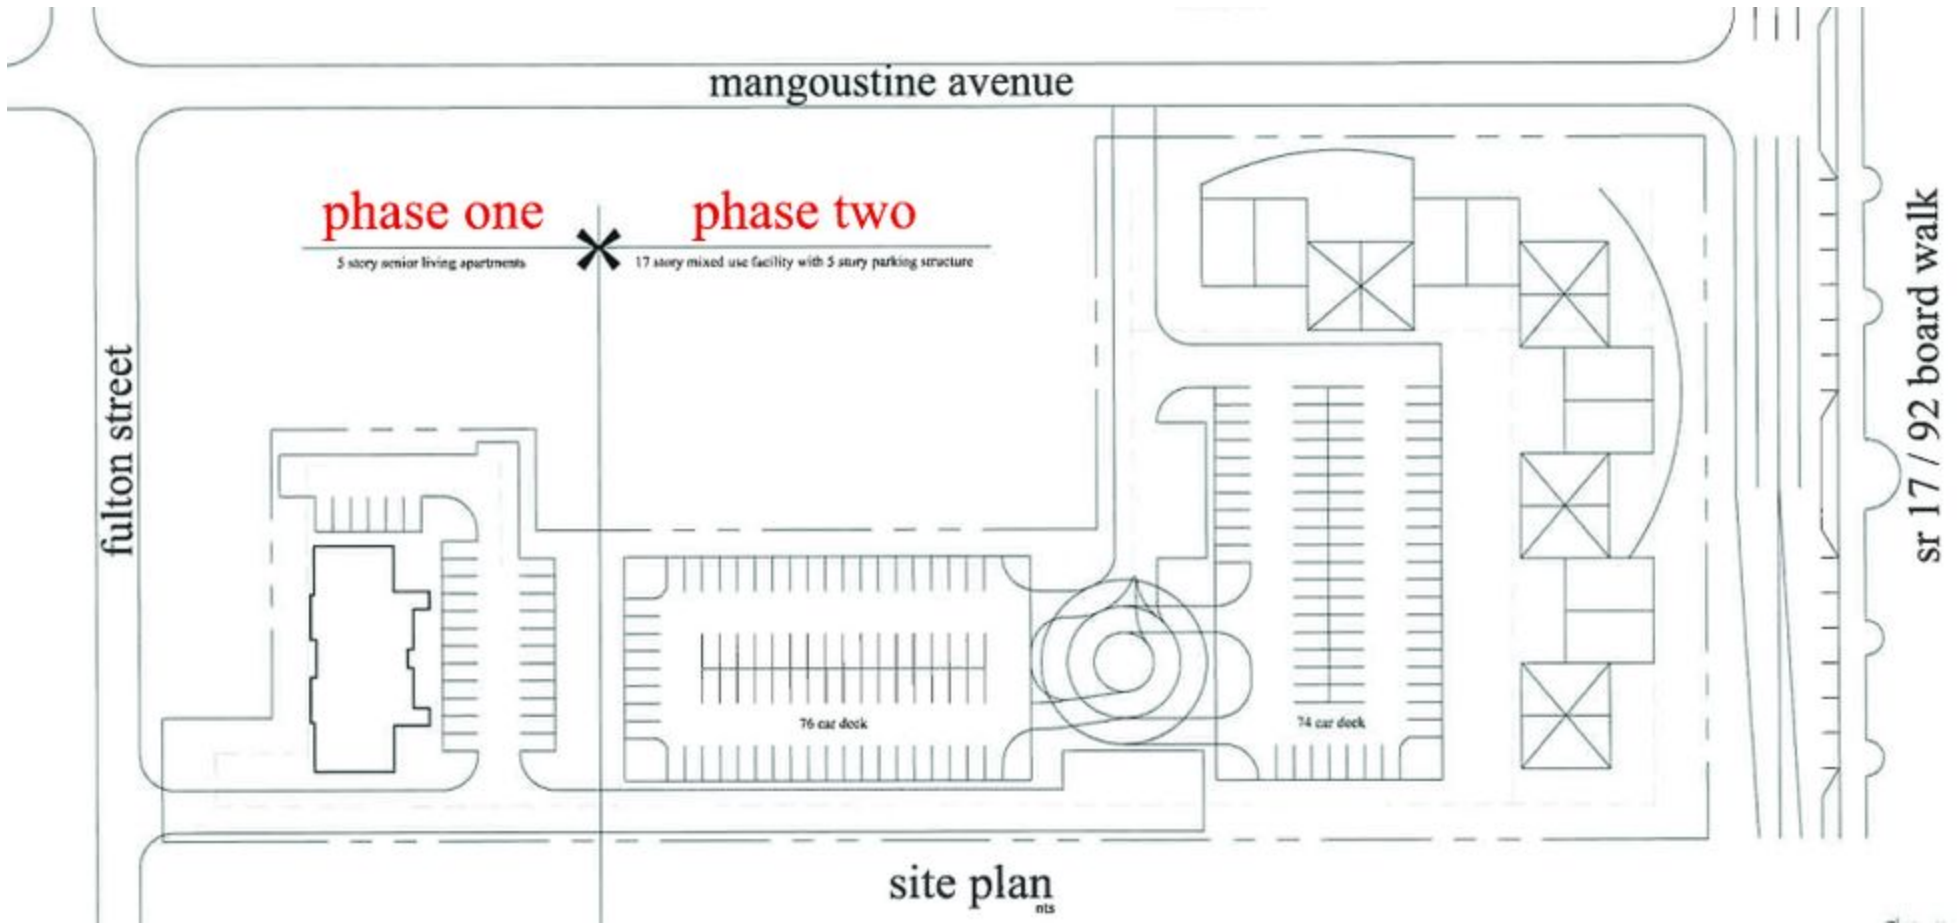 mangoustine avenue
phase one
phase two
5 story senior living apartments
17 story mixed use facility with 5 story parking structure
fulton street
sr 17 / 92 board walk
76 car deck
74 car deck
site plan
nts